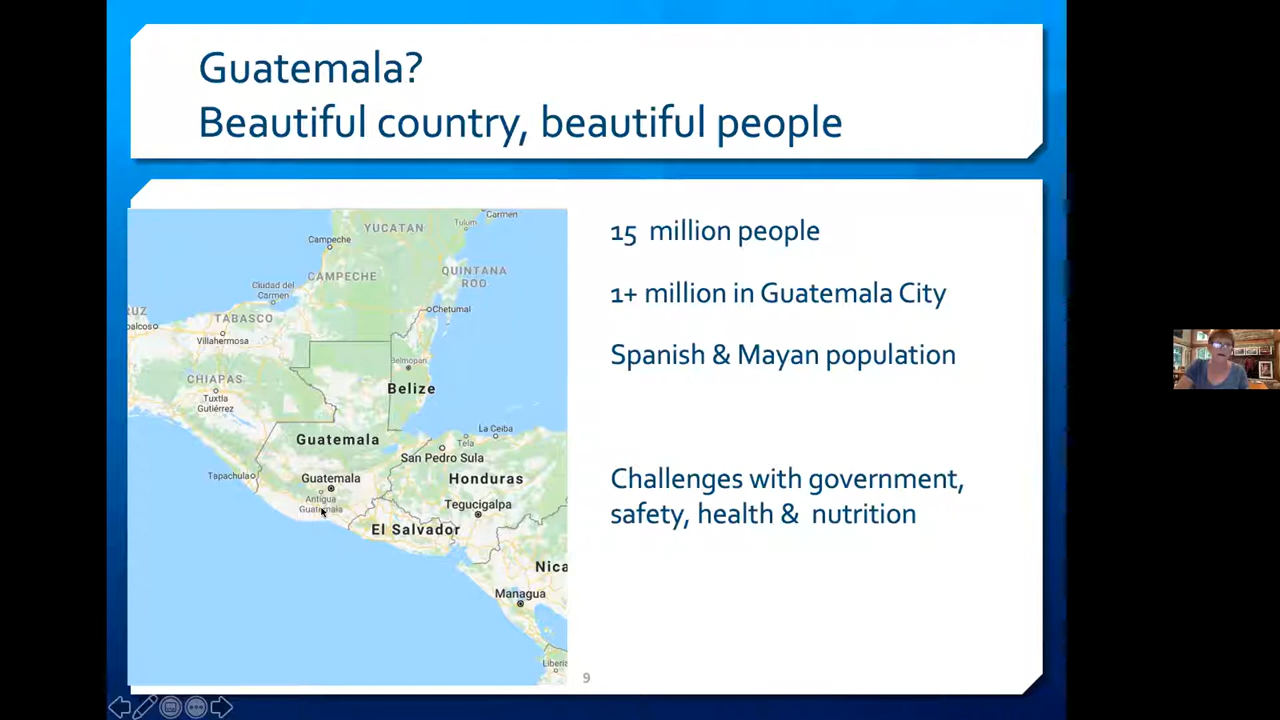 Guatemala?
Beautiful country, beautiful people
15 million people
1+ million in Guatemala City
Spanish & Mayan population
Challenges with government,
safety, health & nutrition
Carmen
YUCATAN
Tulum
Campeche
QUINTANA
ROO
CAMPECHE
Ciudad del
Carmen
Chetumal
TABASCO
Villahermosa
Belmopan
CHIAPAS
Belize
Tuxtla
Gutiérrez
La Ceiba
Guatemala
Tela
San Pedro Sula
Tapachula
Guatemala
Honduras
Antigua
Guatemala
Tegucigalpa
El Salvador
Nica
Managua
Liberia
9